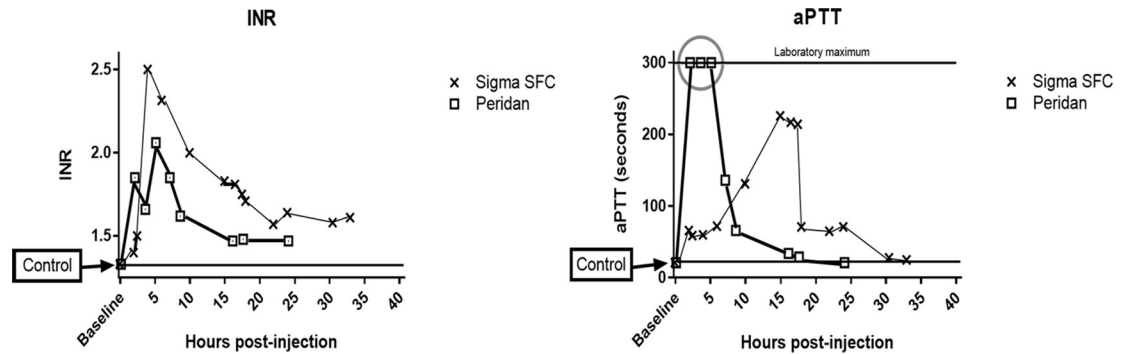 INR
2.5
2.0
1.5
INR
Control
Baseline
5
10
15
20
25
30
35
40
Hours post-injection
Sigma SFC
Peridan
aPTT
Laboratory maximum
300
200
100
0
aPTT (seconds)
Control
Baseline
5
10
15
20
25
30
35
40
Hours post-injection
Sigma SFC
Peridan